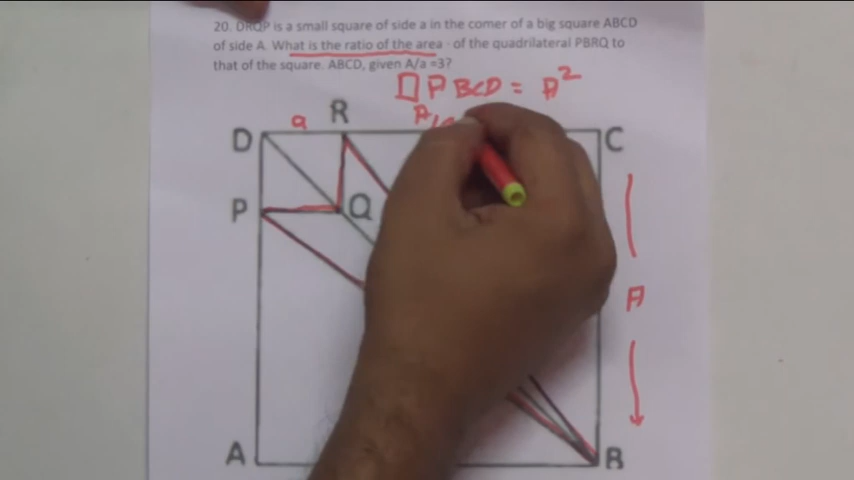 20. DRQP is a small square of side a in the corner of a big square ABCD
of side A. What is the ratio of the area · of the quadrilateral PBRQ to
that of the square. ABCD, given A/a =3?
□ ABCD = A²
A/a
a
D R C
P Q
A
A B